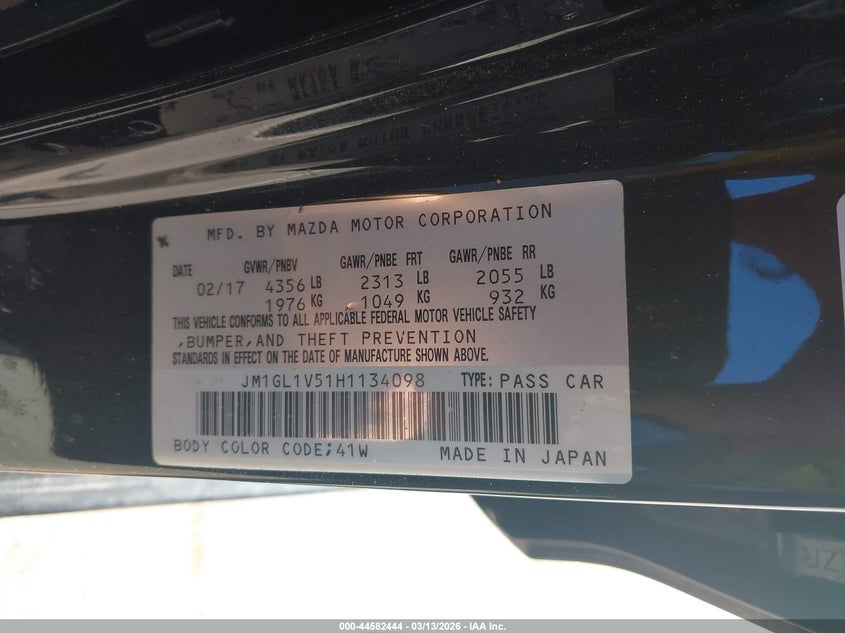 MFD. BY MAZDA MOTOR CORPORATION
DATE GVWR/PNBV GAWR/PNBE FRT GAWR/PNBE RR
02/17 4356 LB 2313 LB 2055 LB
1976 KG 1049 KG 932 KG
THIS VEHICLE CONFORMS TO ALL APPLICABLE FEDERAL MOTOR VEHICLE SAFETY
,BUMPER,AND THEFT PREVENTION
STANDARDS IN EFFECT ON THE DATE OF MANUFACTURE SHOWN ABOVE.
JM1GL1V51H1134098 TYPE: PASS CAR
BODY COLOR CODE;41W MADE IN JAPAN
ZR
000-44582444 - 03/13/2026 - IAA Inc.